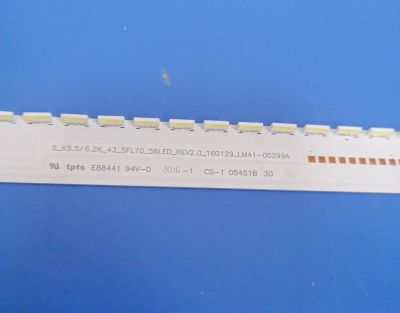 S_K5.5/6.2K_43_SFL70_56LED_REV2.0_160129_LM41-00299A
tpts E88441 94V-0 2016-1 CS-1 054S1B 30